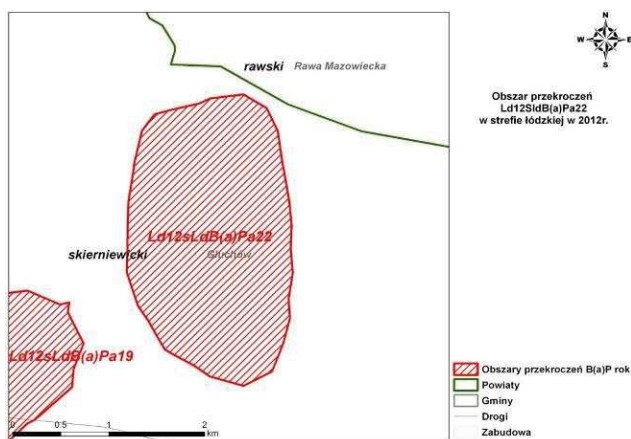 N
W E
S
rawski Rawa Mazowiecka
Obszar przekroczeń
Ld12SldB(a)Pa22
w strefie łódzkiej w 2012r.
Ld12sLdB(a)Pa22
skierniewicki
Głuchów
Ld12sLdB(a)Pa19
Obszary przekroczeń B(a)P rok
Powiaty
Gminy
Drogi
Zabudowa
0 0.5 1 2
km